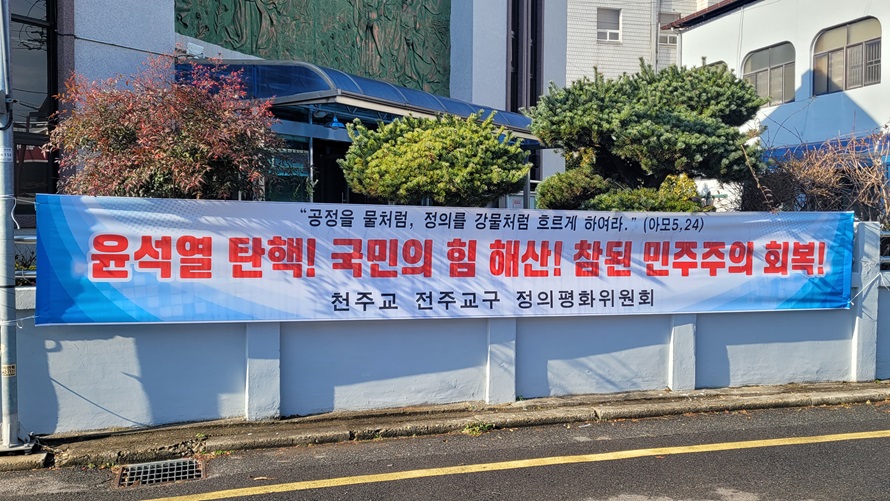 "공정을 물처럼, 정의를 강물처럼 흐르게 하여라." (아모5,24)
윤석열 탄핵! 국민의 힘 해산! 참된 민주주의 회복!
천주교 전주교구 정의평화위원회